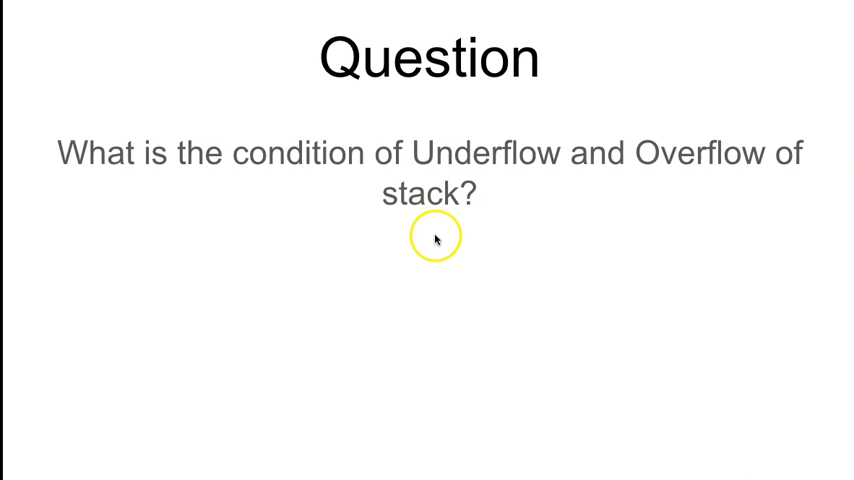 Question
What is the condition of Underflow and Overflow of
stack?